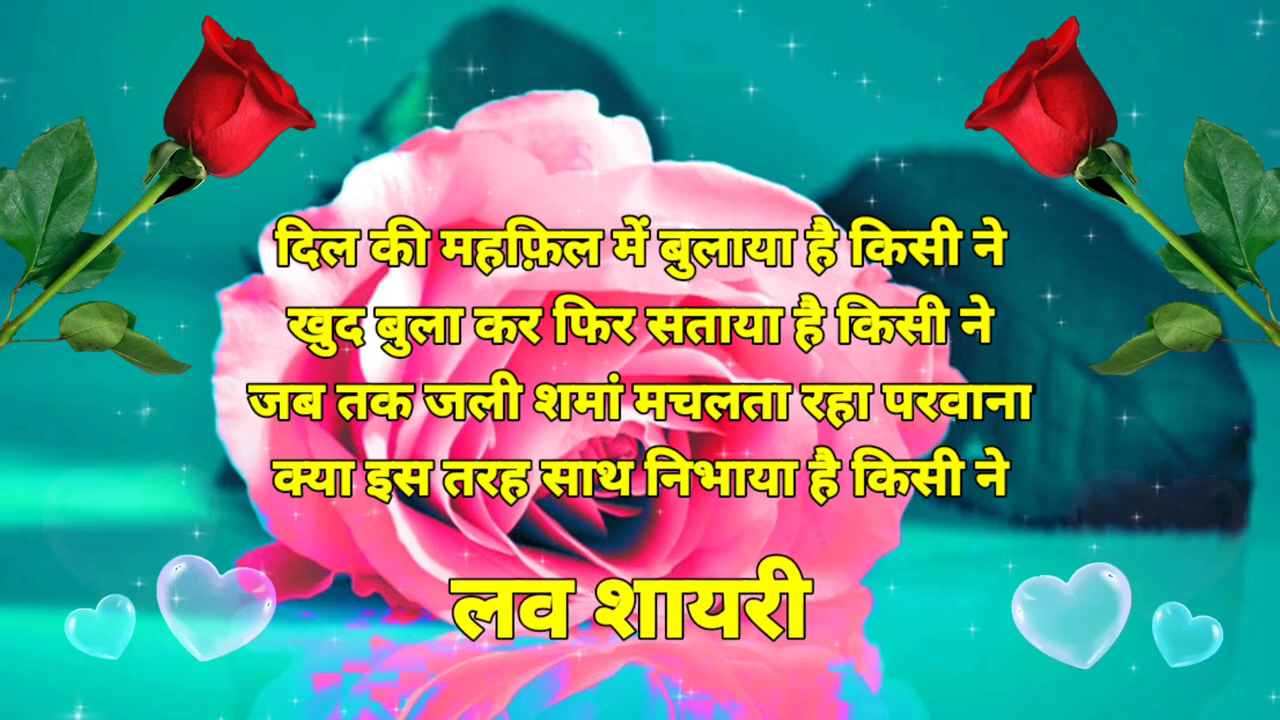 दिल की महफ़िल में बुलाया है किसी ने
खुद बुला कर फिर सताया है किसी ने
जब तक जली शमां मचलता रहा परवाना
क्या इस तरह साथ निभाया है किसी ने
लव शायरी